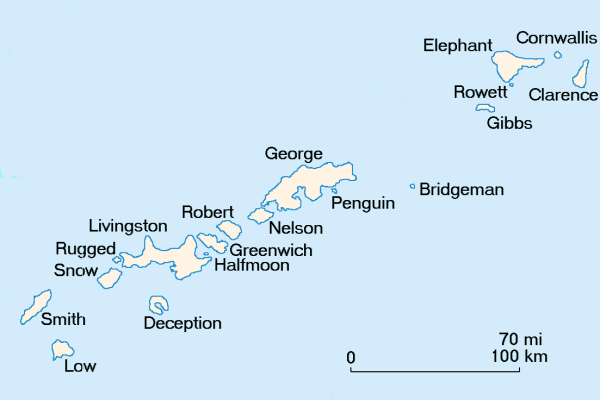 Cornwallis
Elephant
Rowett
Clarence
Gibbs
George
Bridgeman
Penguin
Robert
Nelson
Livingston
Greenwich
Rugged
Halfmoon
Snow
Smith
Deception
Low
70 mi
0 100 km